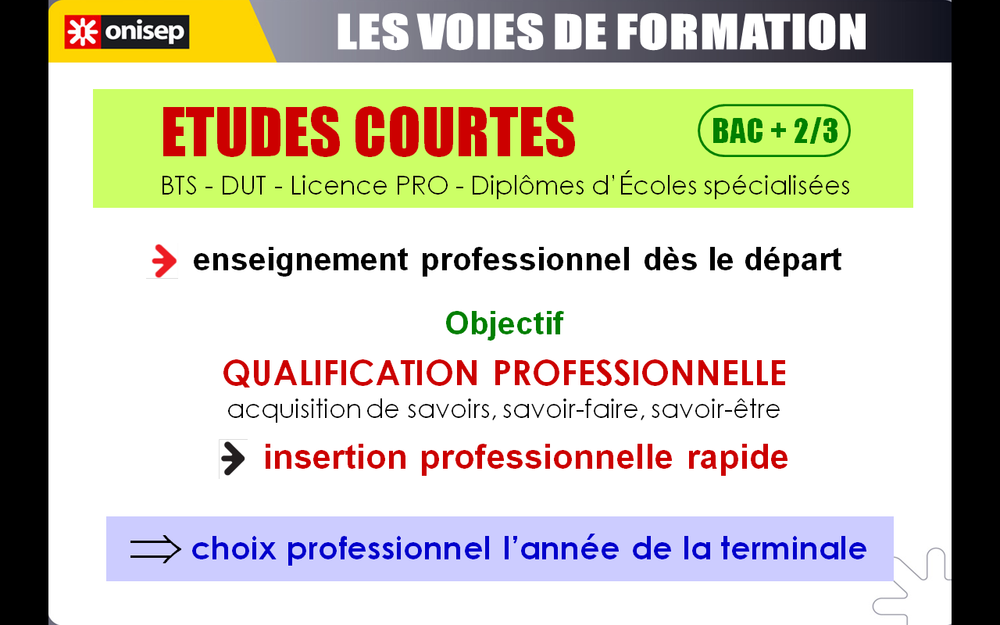 onisep
LES VOIES DE FORMATION
ETUDES COURTES
BAC + 2/3
BTS - DUT - Licence PRO - Diplômes d'Écoles spécialisées
enseignement professionnel dès le départ
Objectif
QUALIFICATION PROFESSIONNELLE
acquisition de savoirs, savoir-faire, savoir-être
insertion professionnelle rapide
choix professionnel l'année de la terminale